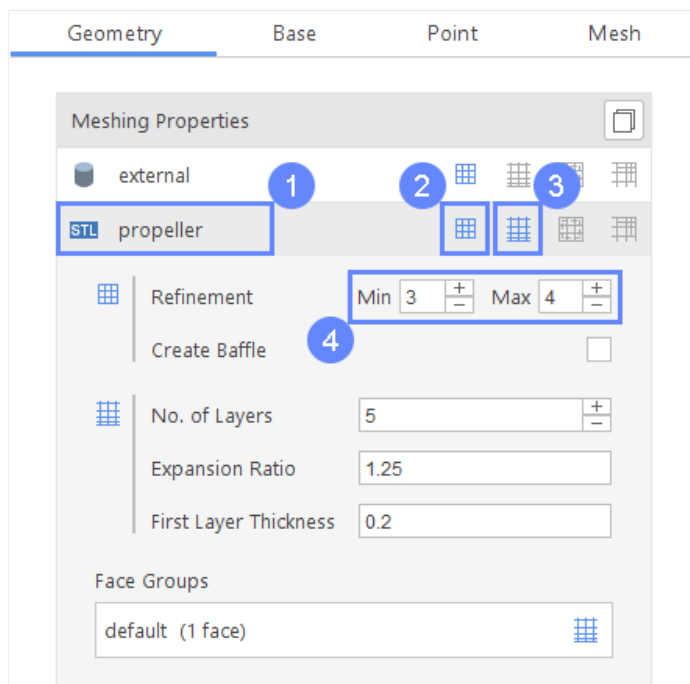 Geometry Base Point Mesh
Meshing Properties
external
1 2 3
STL propeller
Refinement Min 3 + - Max 4 + -
Create Baffle
4
No. of Layers 5 + -
Expansion Ratio 1.25
First Layer Thickness 0.2
Face Groups
default (1 face)